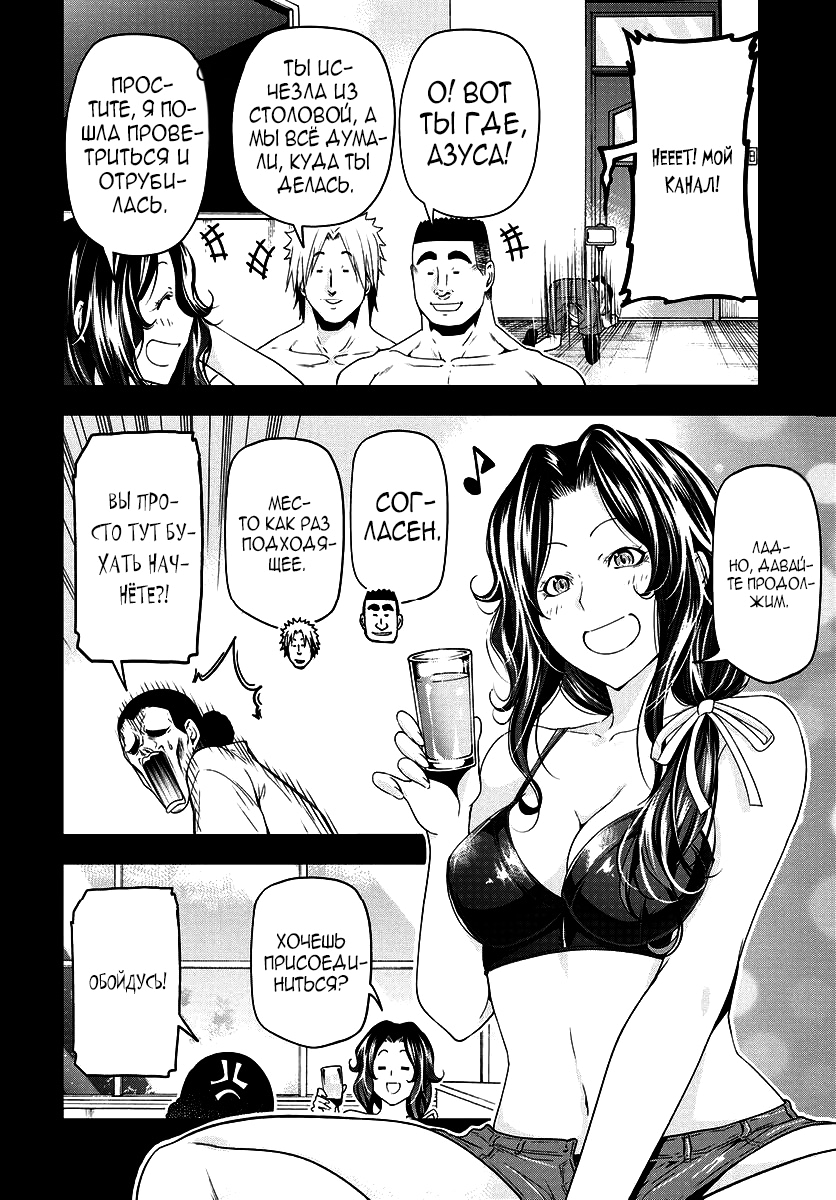 НЕЕЕТ! МОЙ
КАНАЛ!
О! ВОТ
ТЫ ГДЕ,
АЗУСА!
ТЫ ИС-
ЧЕЗЛА ИЗ
СТОЛОВОЙ, А
МЫ ВСЁ ДУМА-
ЛИ, КУДА ТЫ
ДЕЛАСЬ.
ПРОС-
ТИТЕ, Я ПО-
ШЛА ПРОВЕ-
ТРИТЬСЯ И
ОТРУБИ-
ЛАСЬ.
ЛАД-
НО, ДАВАЙ-
ТЕ ПРОДОЛ-
ЖИМ.
СОГ-
ЛАСЕН.
МЕС-
ТО КАК РАЗ
ПОДХОДЯ-
ЩЕЕ.
ВЫ ПРО-
СТО ТУТ БУ-
ХАТЬ НАЧ-
НЁТЕ?!
ХОЧЕШЬ
ПРИСОЕДИ-
НИТЬСЯ?
ОБОЙДУСЬ!